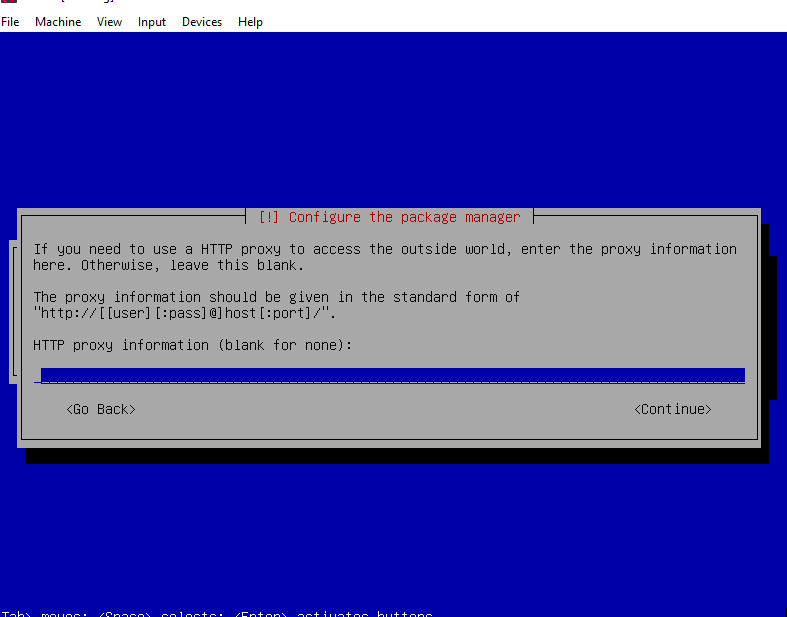 File Machine View Input Devices Help
[!] Configure the package manager
If you need to use a HTTP proxy to access the outside world, enter the proxy information
here. Otherwise, leave this blank.
The proxy information should be given in the standard form of
"http://[[user][:pass]@]host[:port]/".
HTTP proxy information (blank for none):
<Go Back> <Continue>
Tab> moves; <Space> selects; <Enter> activates buttons